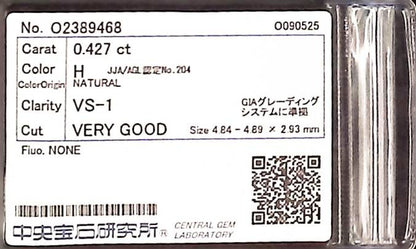 No. O2389468 O090525
Carat 0.427 ct
Color H JJA/AGL認定No.204
ColorOrigin NATURAL
Clarity VS-1 GIAグレーディング
システムに準拠
Cut VERY GOOD Size 4.84 - 4.89 × 2.93 mm
Fluo. NONE
中央宝石研究所® CENTRAL GEM
LABORATORY